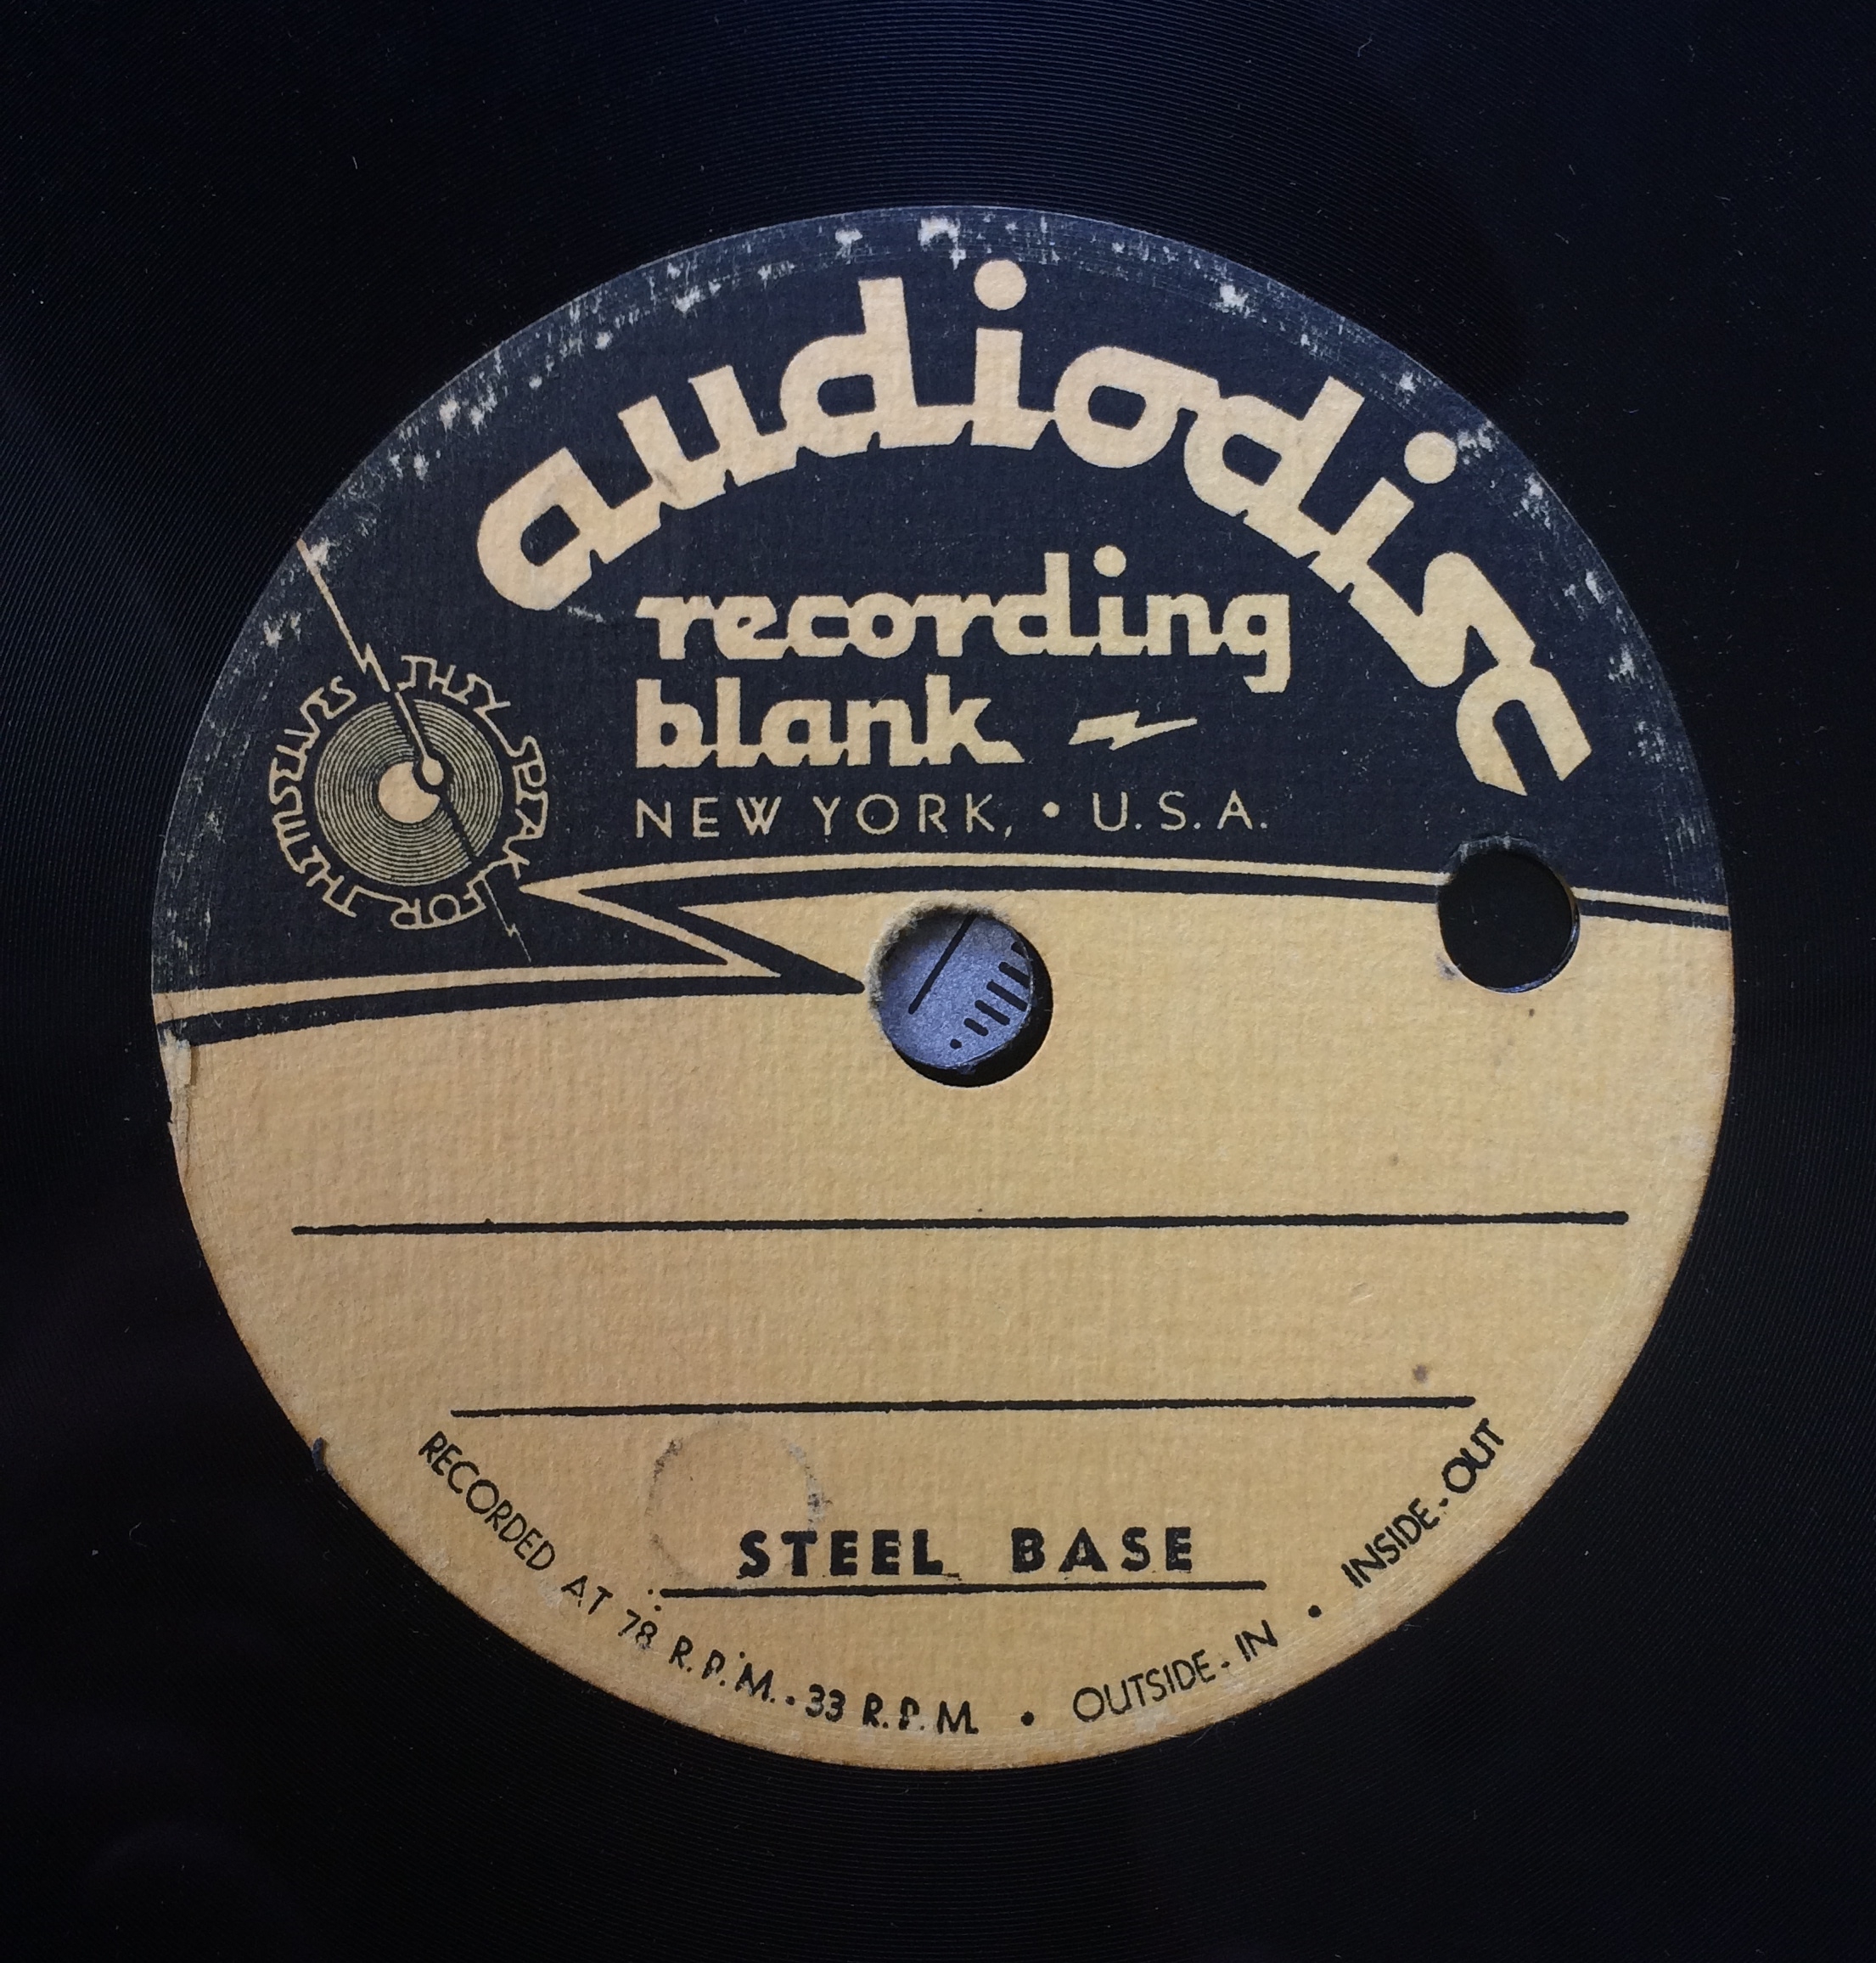 audiodisc
recording
blank
NEW YORK, • U.S.A.
THEY SPEAK FOR THEMSELVES
STEEL BASE
RECORDED AT 78 R.P.M. • 33 R.P.M. • OUTSIDE-IN • INSIDE-OUT